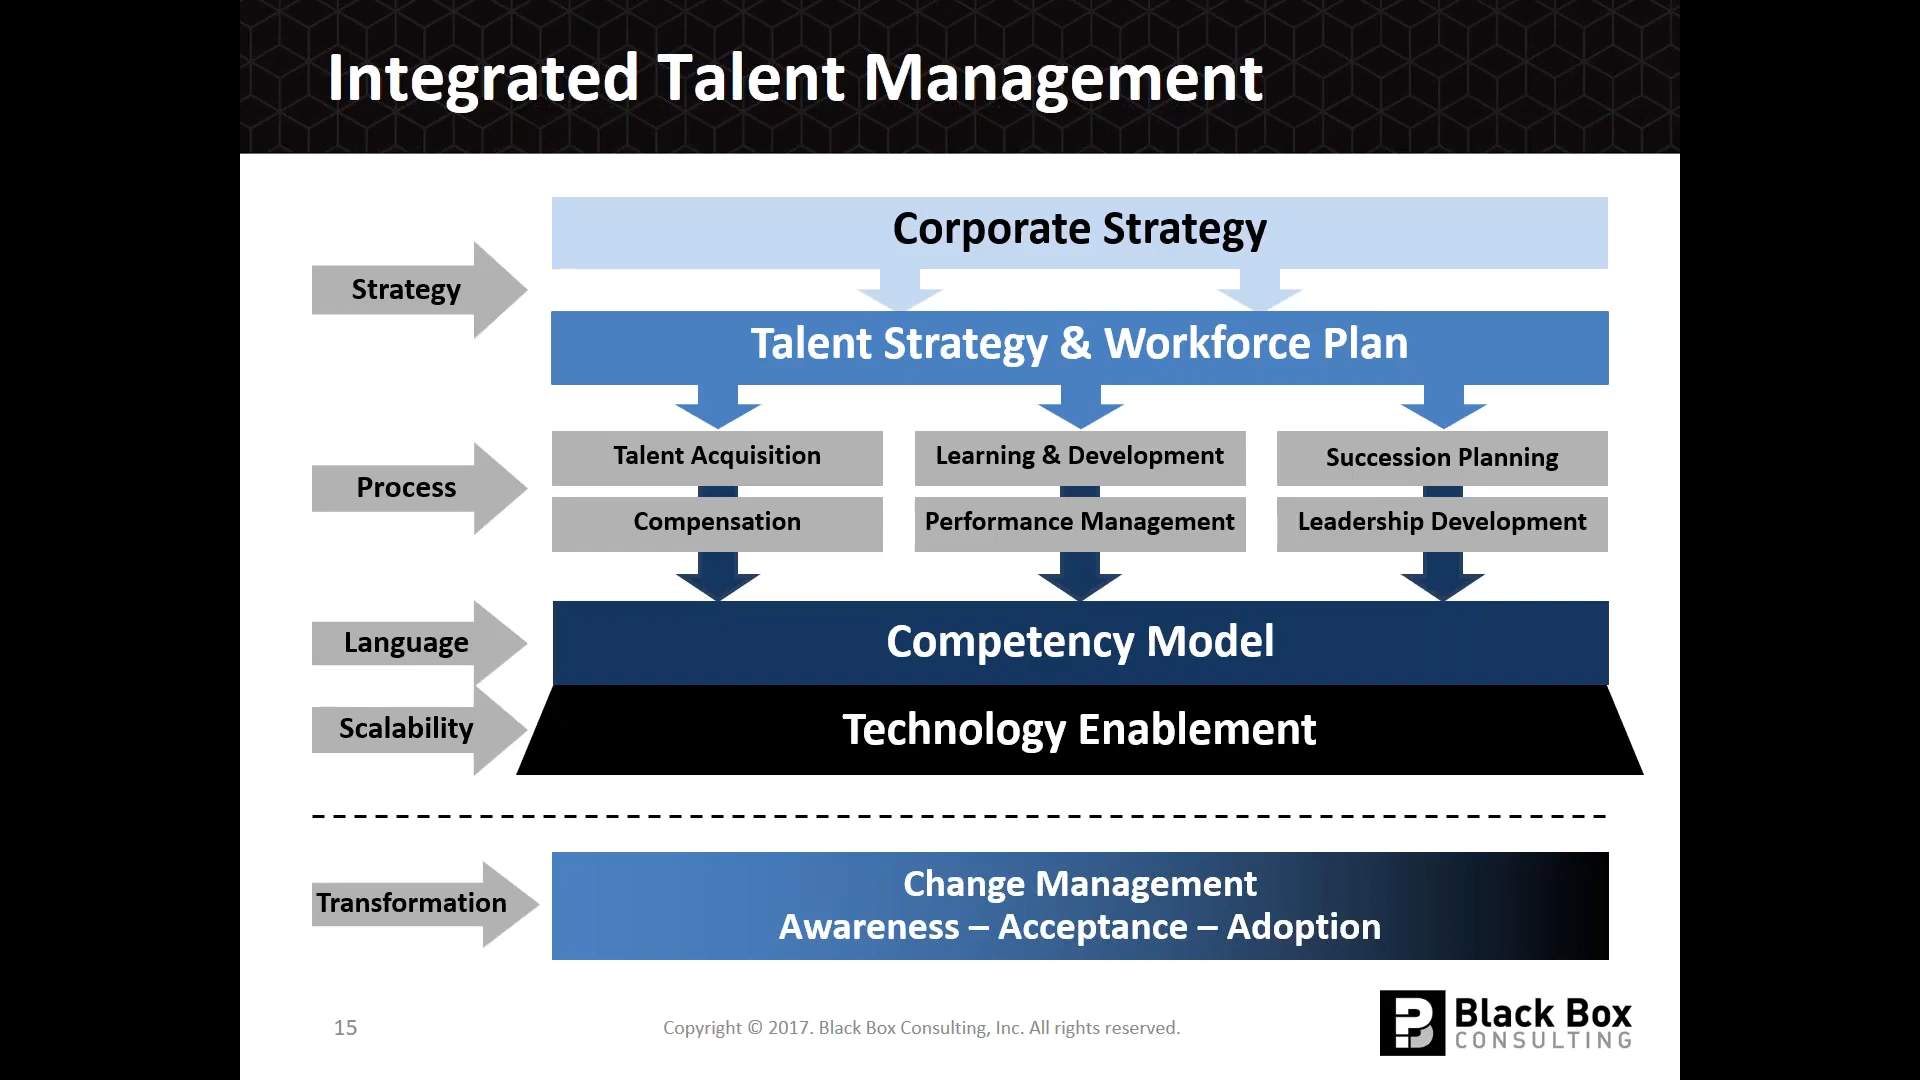 Integrated Talent Management
Corporate Strategy
Strategy
Talent Strategy & Workforce Plan
Talent Acquisition
Learning & Development
Succession Planning
Process
Compensation
Performance Management
Leadership Development
Language
Competency Model
Scalability
Technology Enablement
Transformation
Change Management
Awareness – Acceptance – Adoption
15
Copyright © 2017. Black Box Consulting, Inc. All rights reserved.
Black Box
CONSULTING